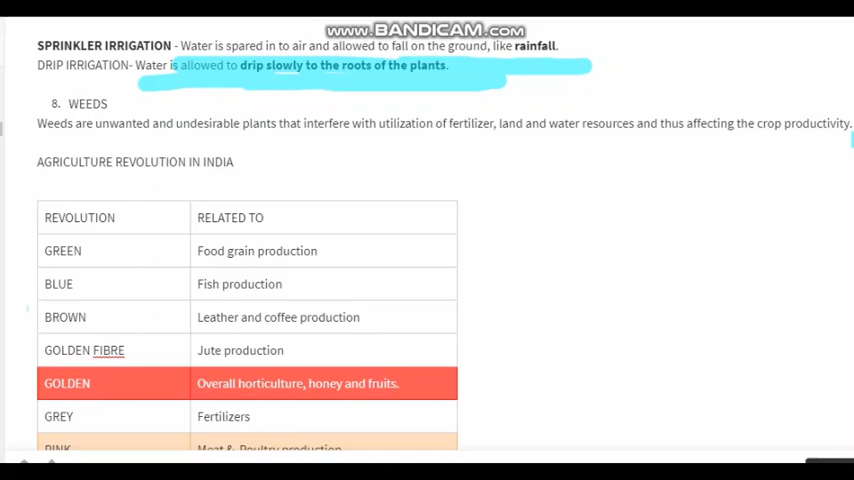 www.BANDICAM.com
SPRINKLER IRRIGATION - Water is spared in to air and allowed to fall on the ground, like rainfall.
DRIP IRRIGATION- Water is allowed to drip slowly to the roots of the plants.
8. WEEDS
Weeds are unwanted and undesirable plants that interfere with utilization of fertilizer, land and water resources and thus affecting the crop productivity.
AGRICULTURE REVOLUTION IN INDIA
REVOLUTION RELATED TO
GREEN Food grain production
BLUE Fish production
BROWN Leather and coffee production
GOLDEN FIBRE Jute production
GOLDEN Overall horticulture, honey and fruits.
GREY Fertilizers
PINK Meat & Poultry production